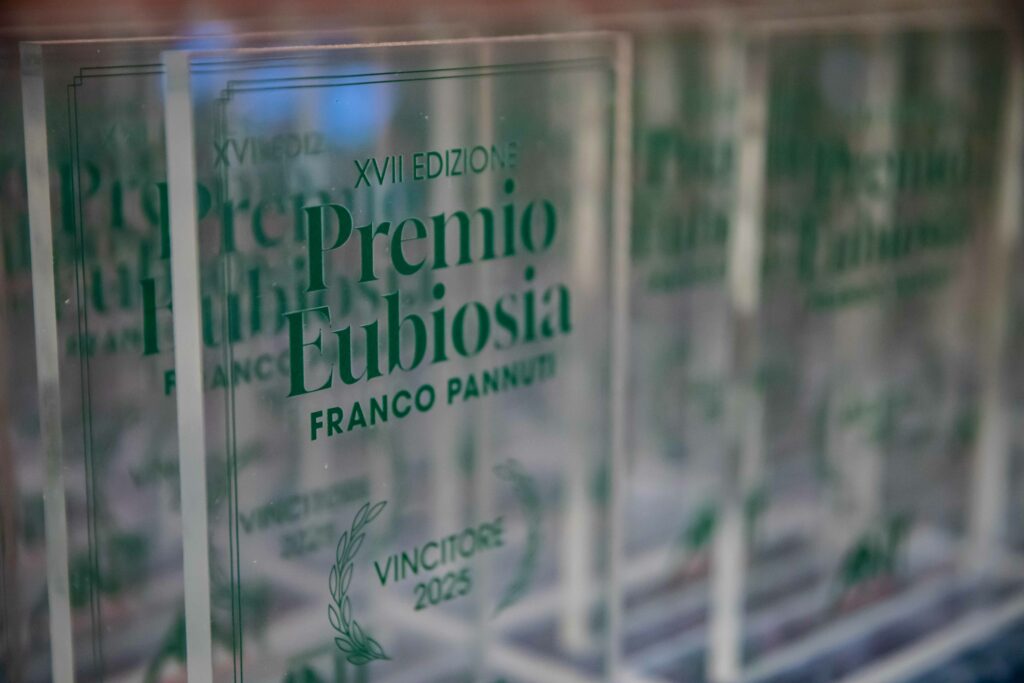 XVII EDIZIONE
Premio
Eubiosia
FRANCO PANNUTI
VINCITORE
2025